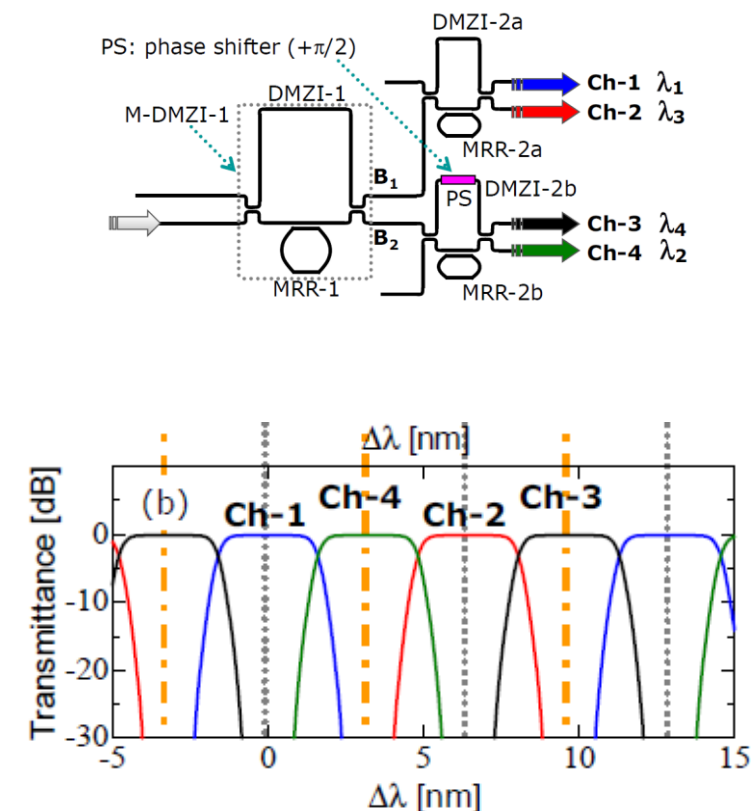 DMZI-2a
PS: phase shifter (+π/2)
Ch-1 λ₁
DMZI-1
Ch-2 λ₃
M-DMZI-1
MRR-2a
B₁
DMZI-2b
PS
Ch-3 λ₄
B₂
Ch-4 λ₂
MRR-1
MRR-2b
Δλ [nm]
(b)
Ch-1
Ch-4
Ch-2
Ch-3
Transmittance [dB]
0
-10
-20
-30
-5 0 5 10 15
Δλ [nm]